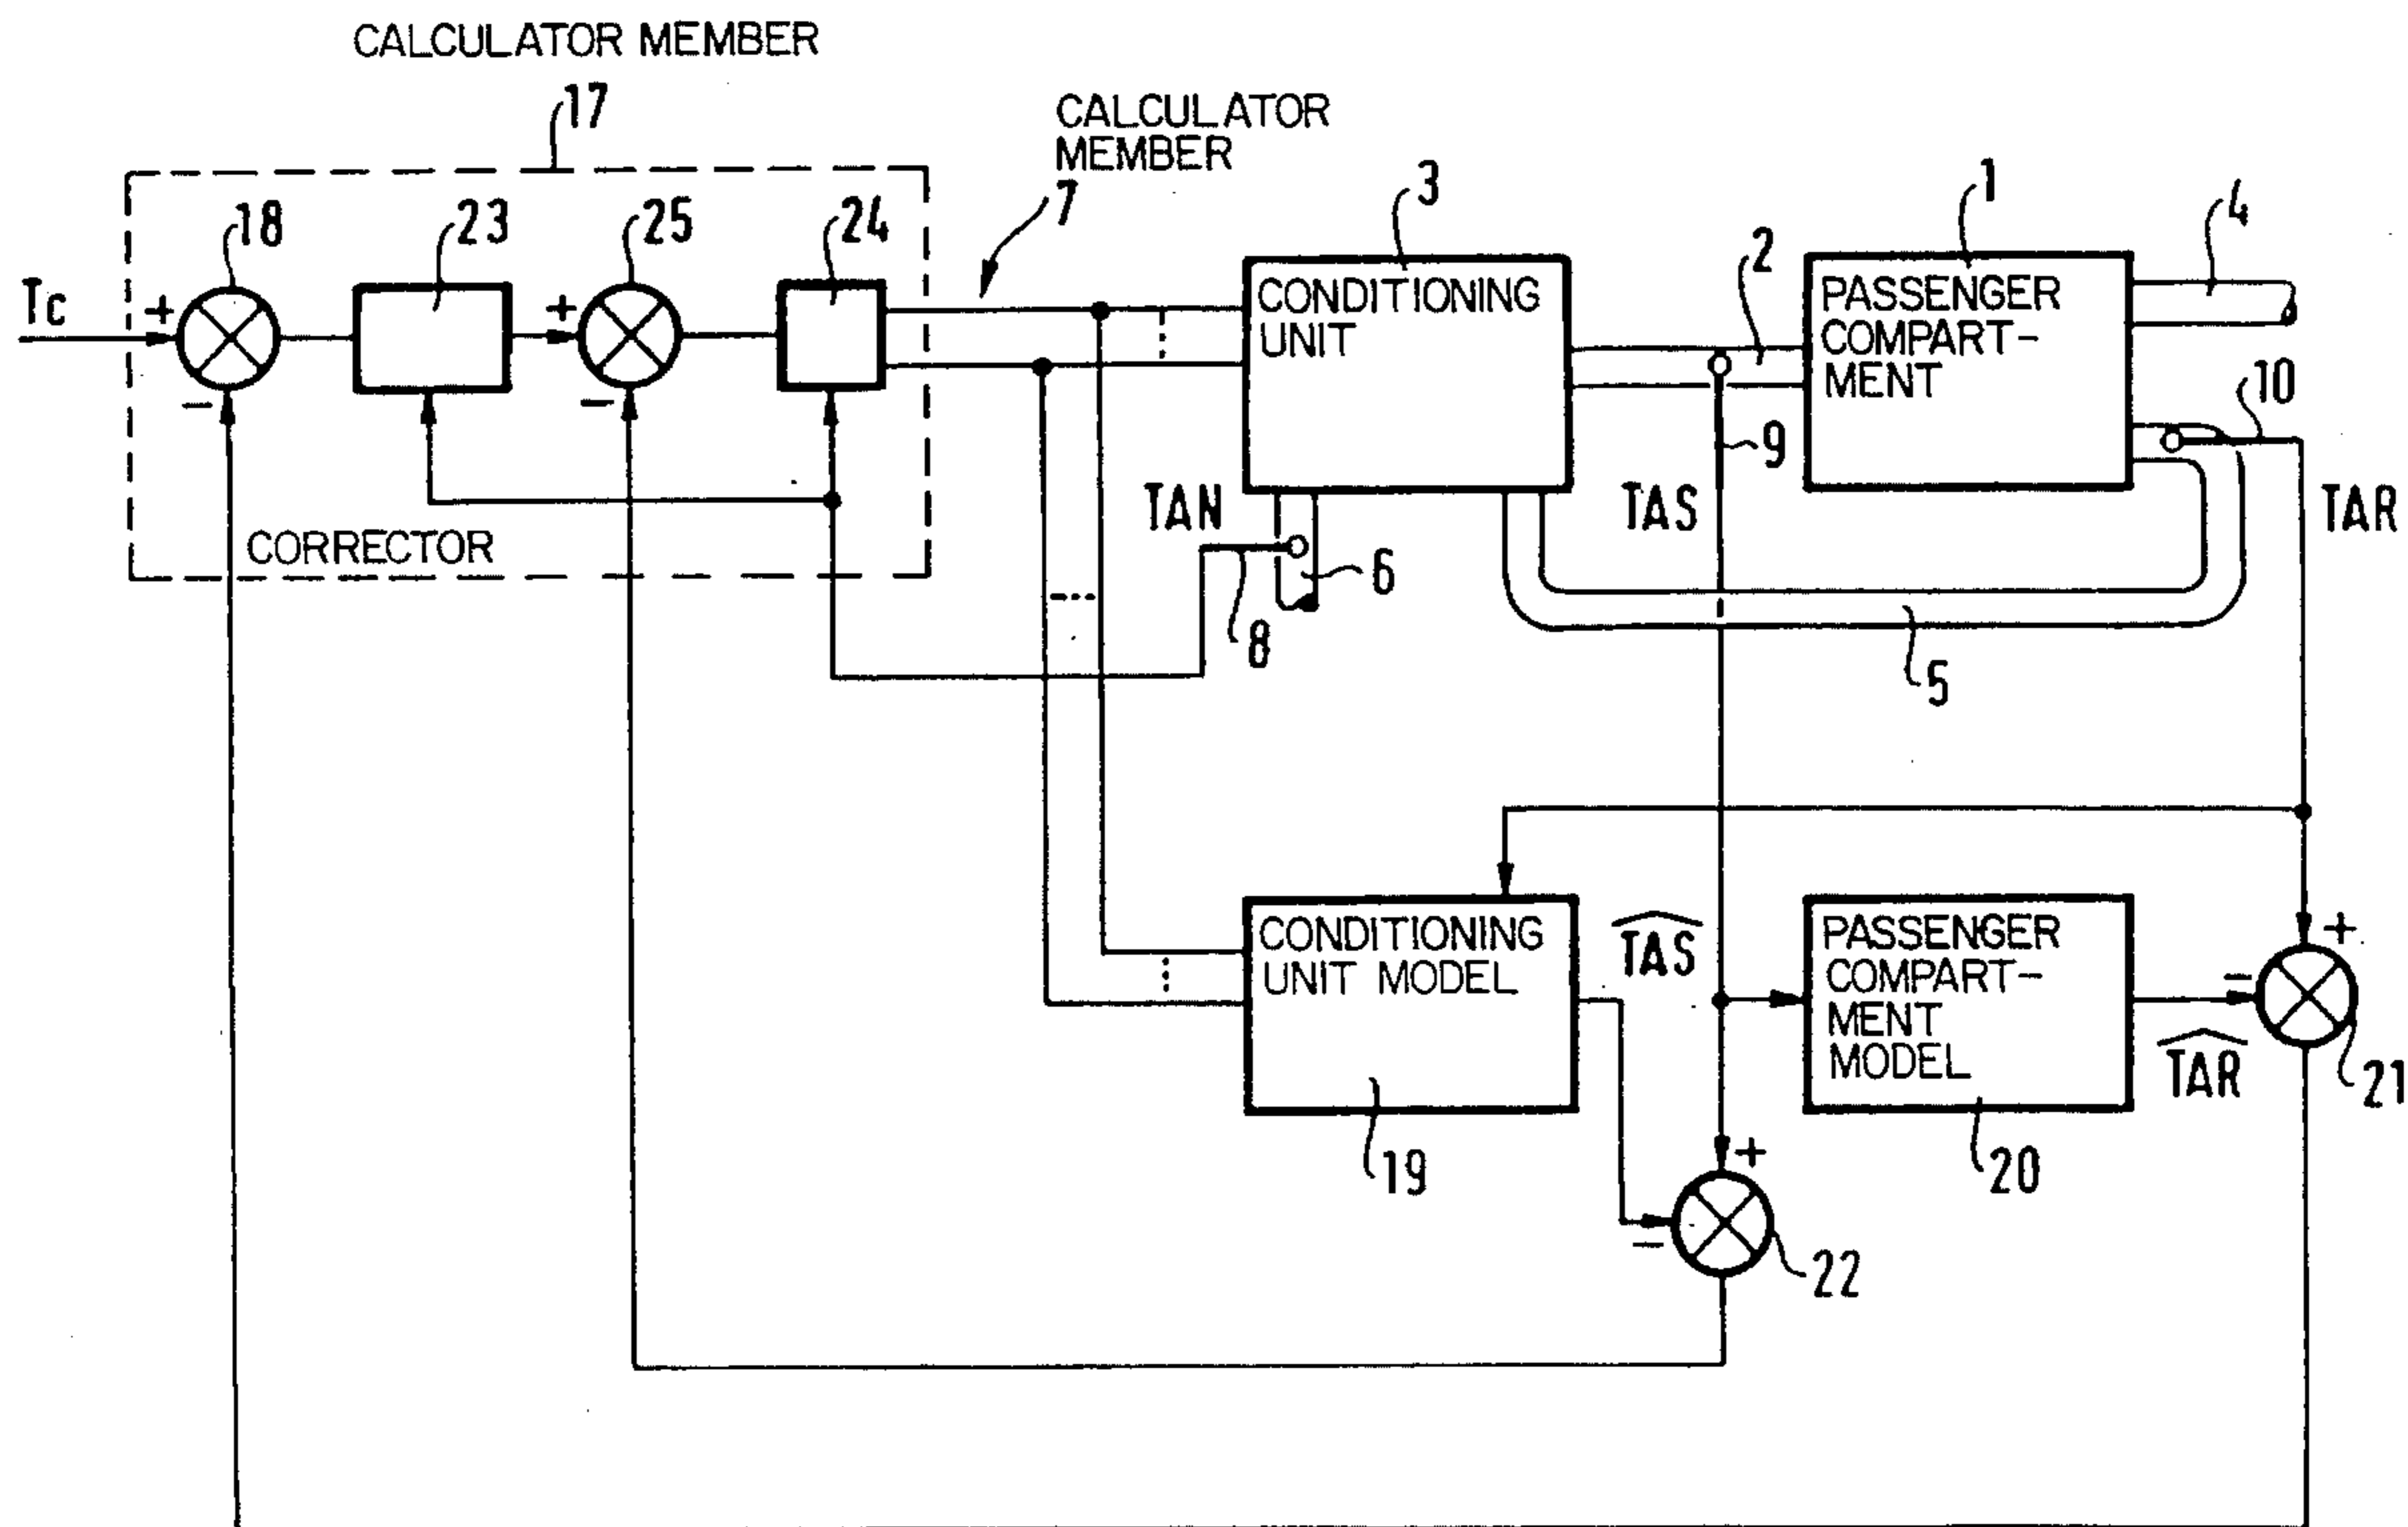 CALCULATOR MEMBER
17
CALCULATOR
MEMBER
7
3
1
4
18
23
25
24
2
Tc
+
+
CONDITIONING
UNIT
PASSENGER
COMPART-
MENT
-
-
10
9
TAN
TAS
TAR
CORRECTOR
8
6
5
CONDITIONING
UNIT MODEL
TAS
PASSENGER
COMPART-
MENT
MODEL
+
-
TAR
21
19
20
+
-
22